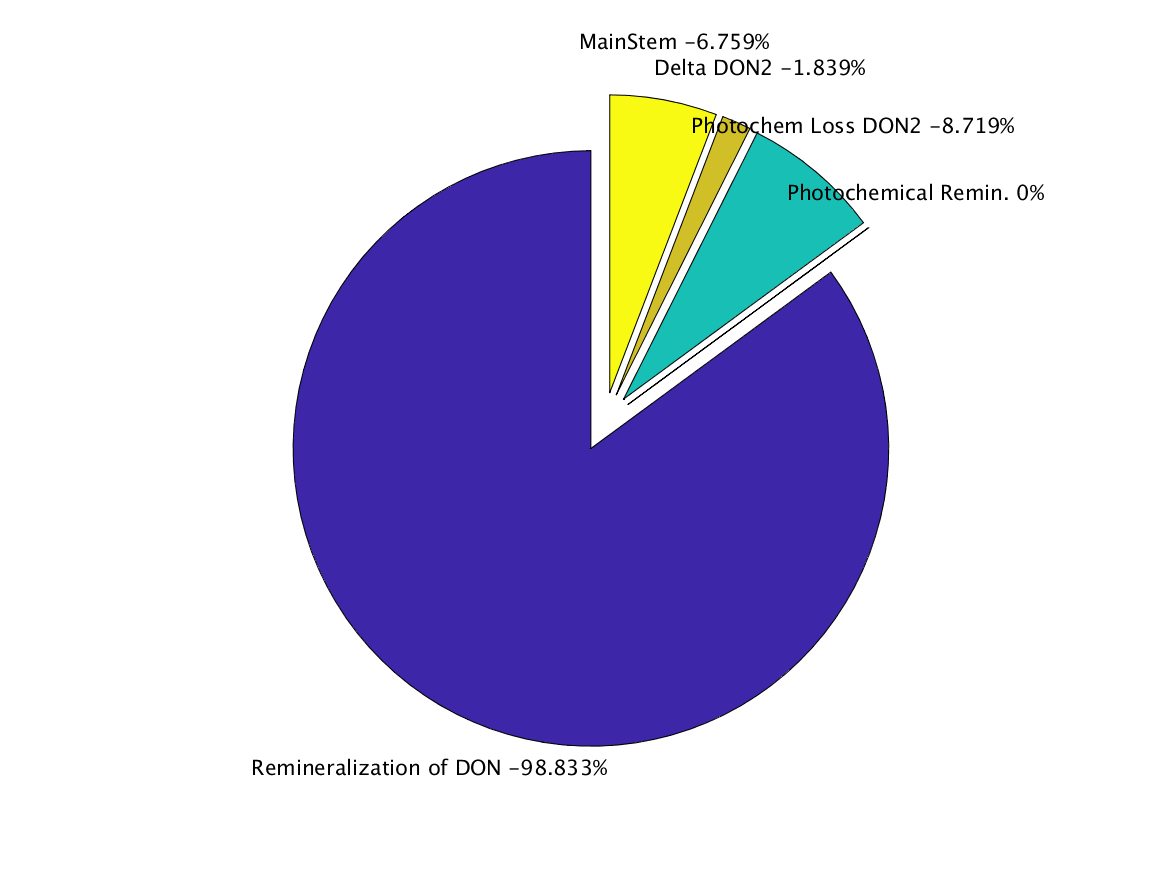 MainStem -6.759%
Delta DON2 -1.839%
Photochem Loss DON2 -8.719%
Photochemical Remin. 0%
Remineralization of DON -98.833%